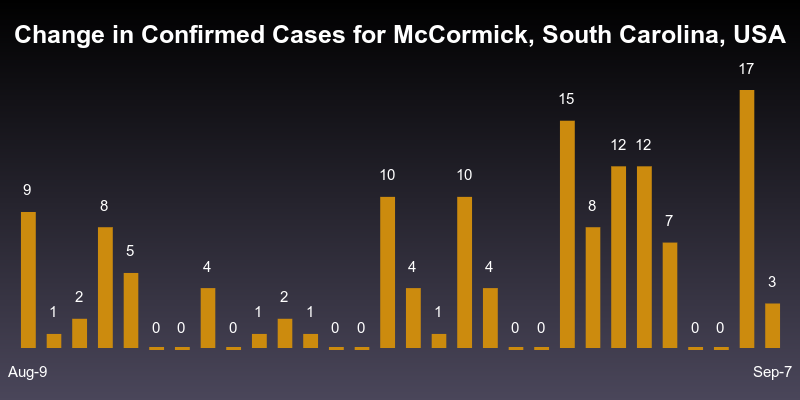 Change in Confirmed Cases for McCormick, South Carolina, USA
9 1 2 8 5 0 0 4 0 1 2 1 0 0 10 4 1 10 4 0 0 15 8 12 12 7 0 0 17 3
Aug-9 Sep-7